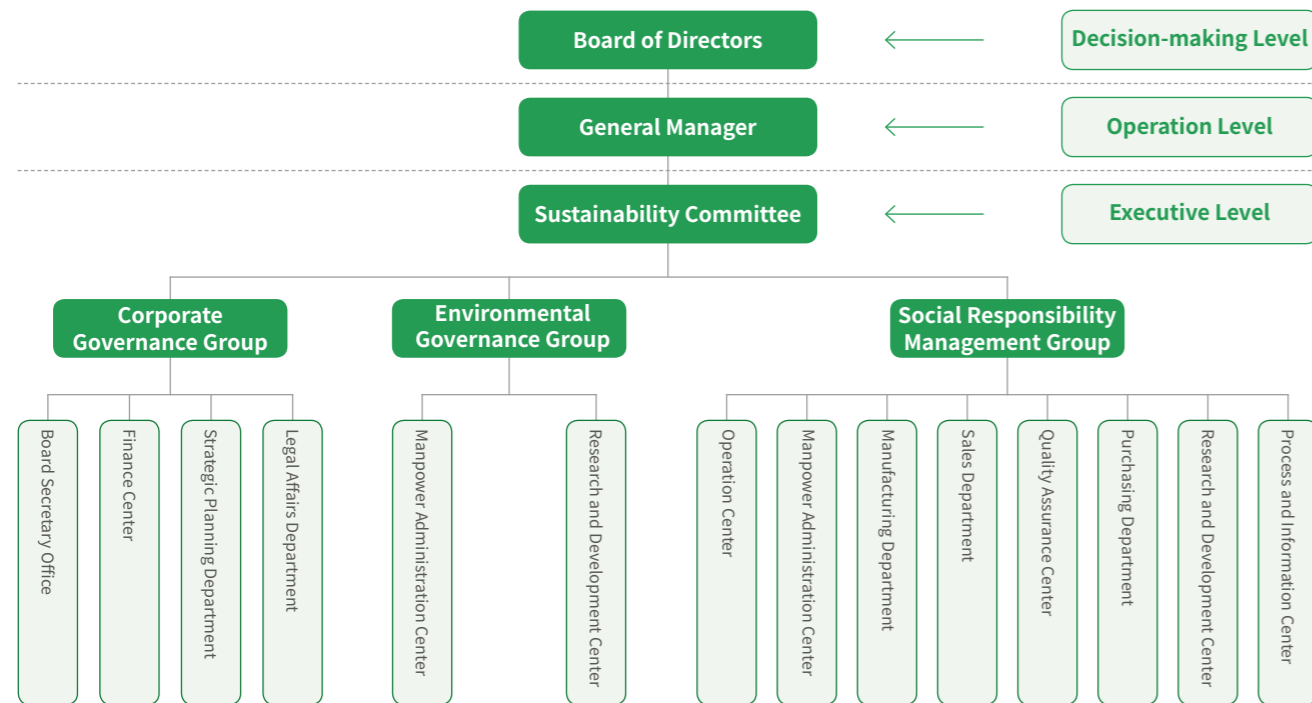 Board of Directors
Decision-making Level
General Manager
Operation Level
Sustainability Committee
Executive Level
Corporate
Governance Group
Environmental
Governance Group
Social Responsibility
Management Group
Board Secretary Office
Finance Center
Strategic Planning Department
Legal Affairs Department
Manpower Administration Center
Research and Development Center
Operation Center
Manpower Administration Center
Manufacturing Department
Sales Department
Quality Assurance Center
Purchasing Department
Research and Development Center
Process and Information Center